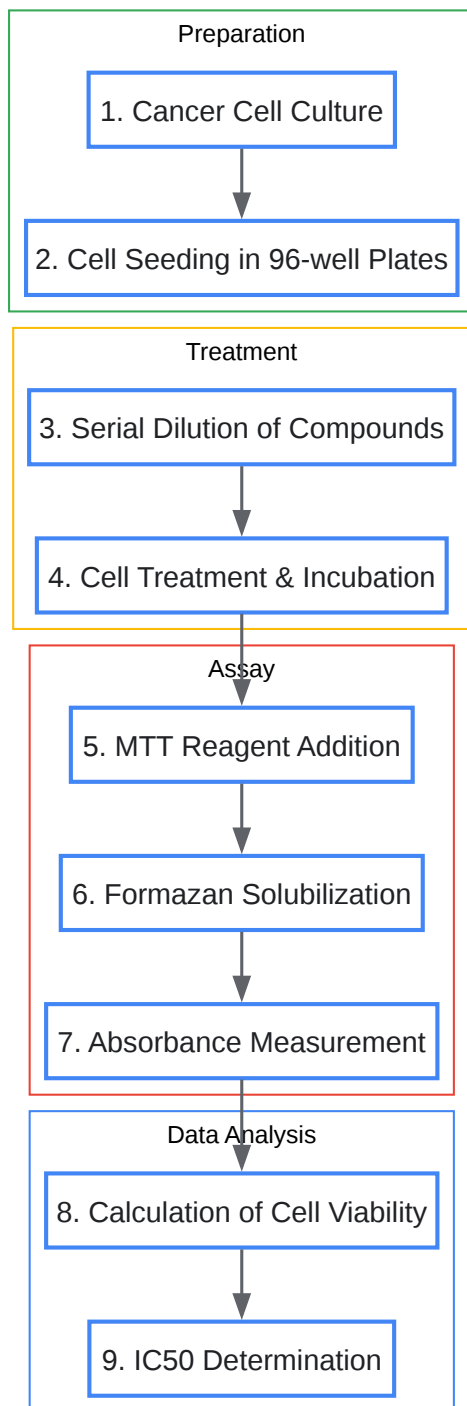 Preparation
1. Cancer Cell Culture
2. Cell Seeding in 96-well Plates
Treatment
3. Serial Dilution of Compounds
4. Cell Treatment & Incubation
Assay
5. MTT Reagent Addition
6. Formazan Solubilization
7. Absorbance Measurement
Data Analysis
8. Calculation of Cell Viability
9. IC50 Determination